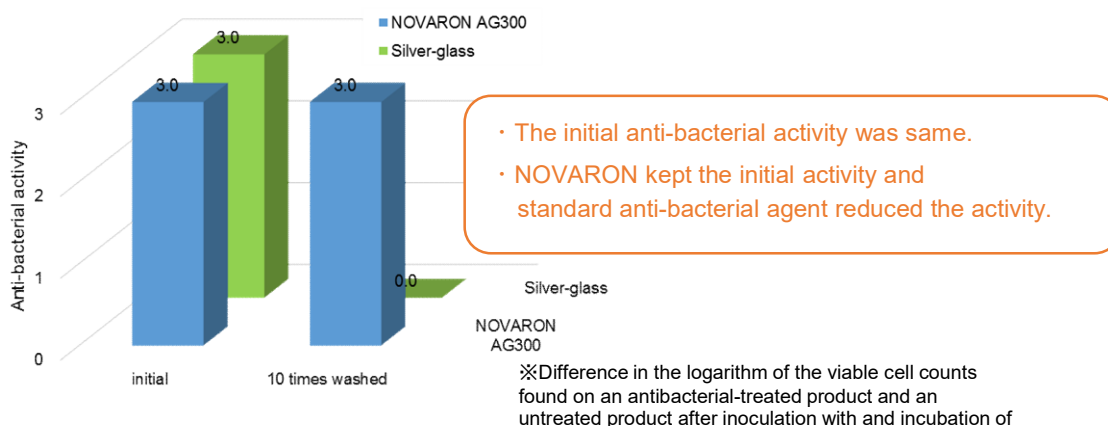 NOVARON AG300
Silver-glass
3.0
3.0
3.0
0.0
3
2
1
0
Anti-bacterial activity
initial
10 times washed
Silver-glass
NOVARON
AG300
・The initial anti-bacterial activity was same.
・NOVARON kept the initial activity and
standard anti-bacterial agent reduced the activity.
※Difference in the logarithm of the viable cell counts
found on an antibacterial-treated product and an
untreated product after inoculation with and incubation of